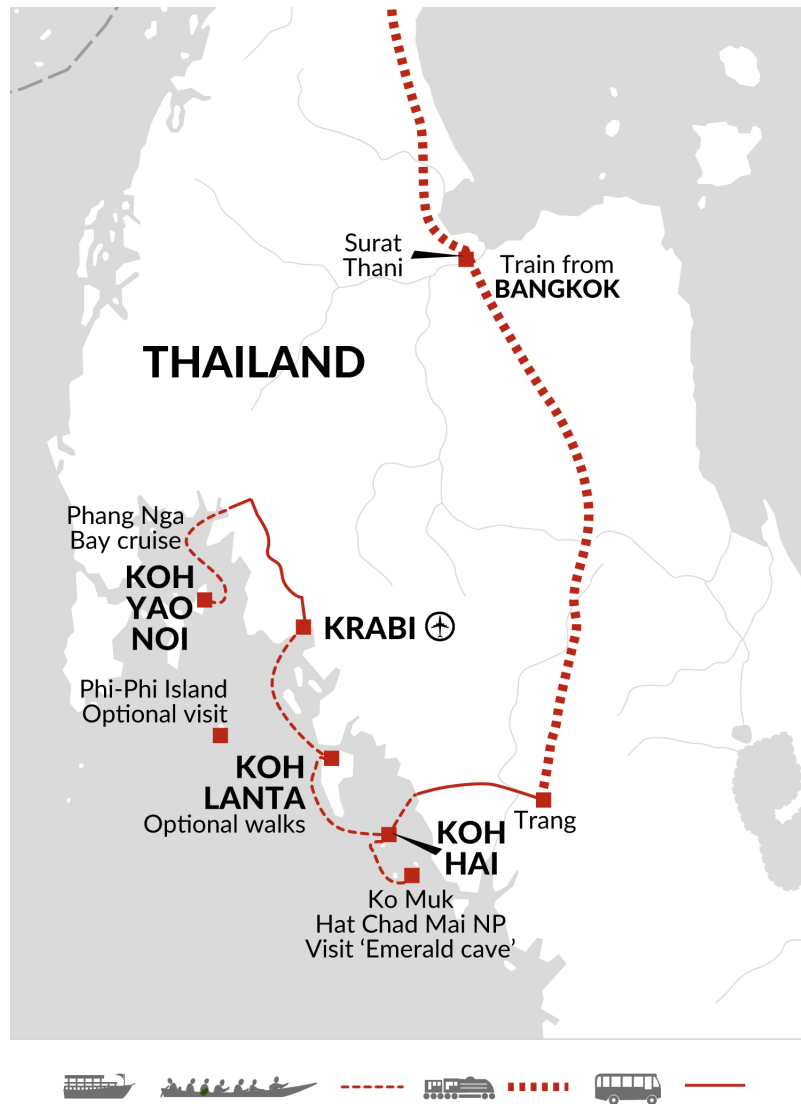 Surat
Thani
Train from
BANGKOK
THAILAND
Phang Nga
Bay cruise
KOH
YAO
NOI
KRABI
Phi-Phi Island
Optional visit
KOH
LANTA
Optional walks
KOH
HAI
Trang
Ko Muk
Hat Chad Mai NP
Visit ‘Emerald cave’